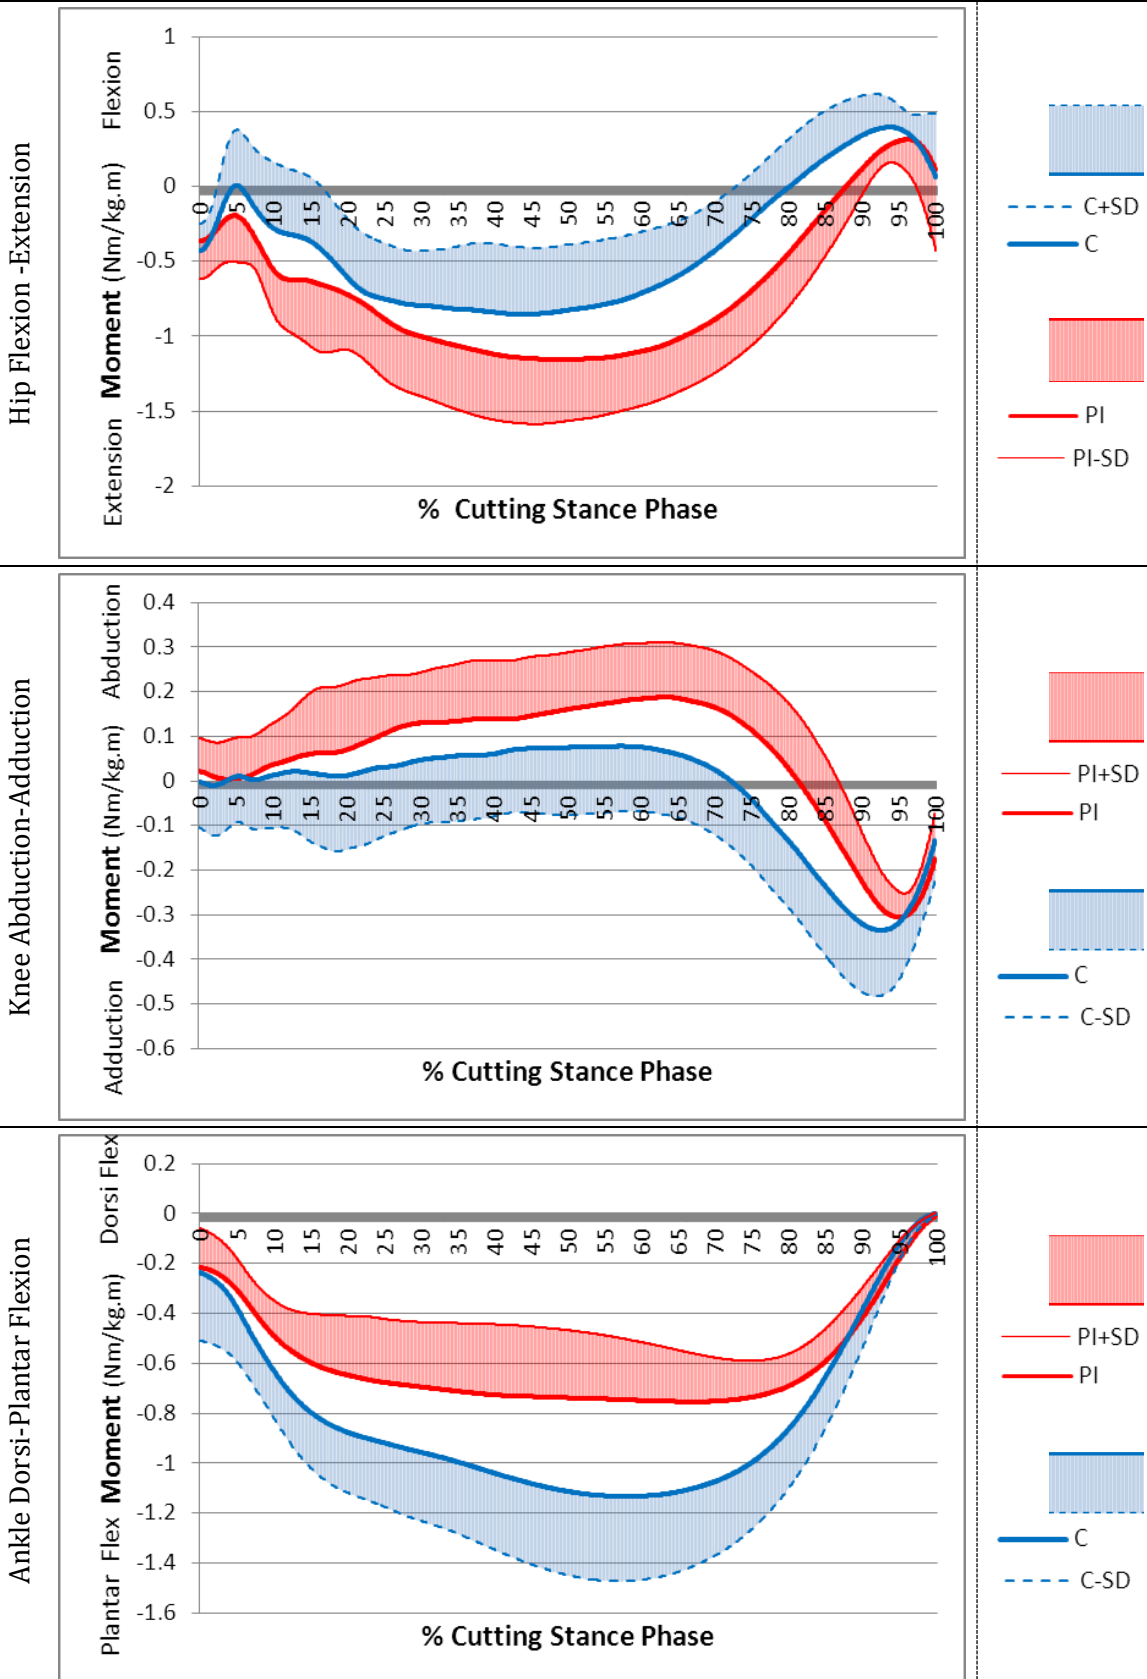 Hip Flexion -Extension
Extension Moment (Nm/kg.m) Flexion
1
0.5
0
-0.5
-1
-1.5
-2
0 5 10 15 20 25 30 35 40 45 50 55 60 65 70 75 80 85 90 95 100
% Cutting Stance Phase
C+SD
C
PI
PI-SD
Knee Abduction-Adduction
Adduction Moment (Nm/kg.m) Abduction
0.4
0.3
0.2
0.1
0
-0.1
-0.2
-0.3
-0.4
-0.5
-0.6
0 5 10 15 20 25 30 35 40 45 50 55 60 65 70 75 80 85 90 95 100
% Cutting Stance Phase
PI+SD
PI
C
C-SD
Ankle Dorsi-Plantar Flexion
Plantar Flex Moment (Nm/kg.m) Dorsi Flex
0.2
0
-0.2
-0.4
-0.6
-0.8
-1
-1.2
-1.4
-1.6
0 5 10 15 20 25 30 35 40 45 50 55 60 65 70 75 80 85 90 95 100
% Cutting Stance Phase
PI+SD
PI
C
C-SD